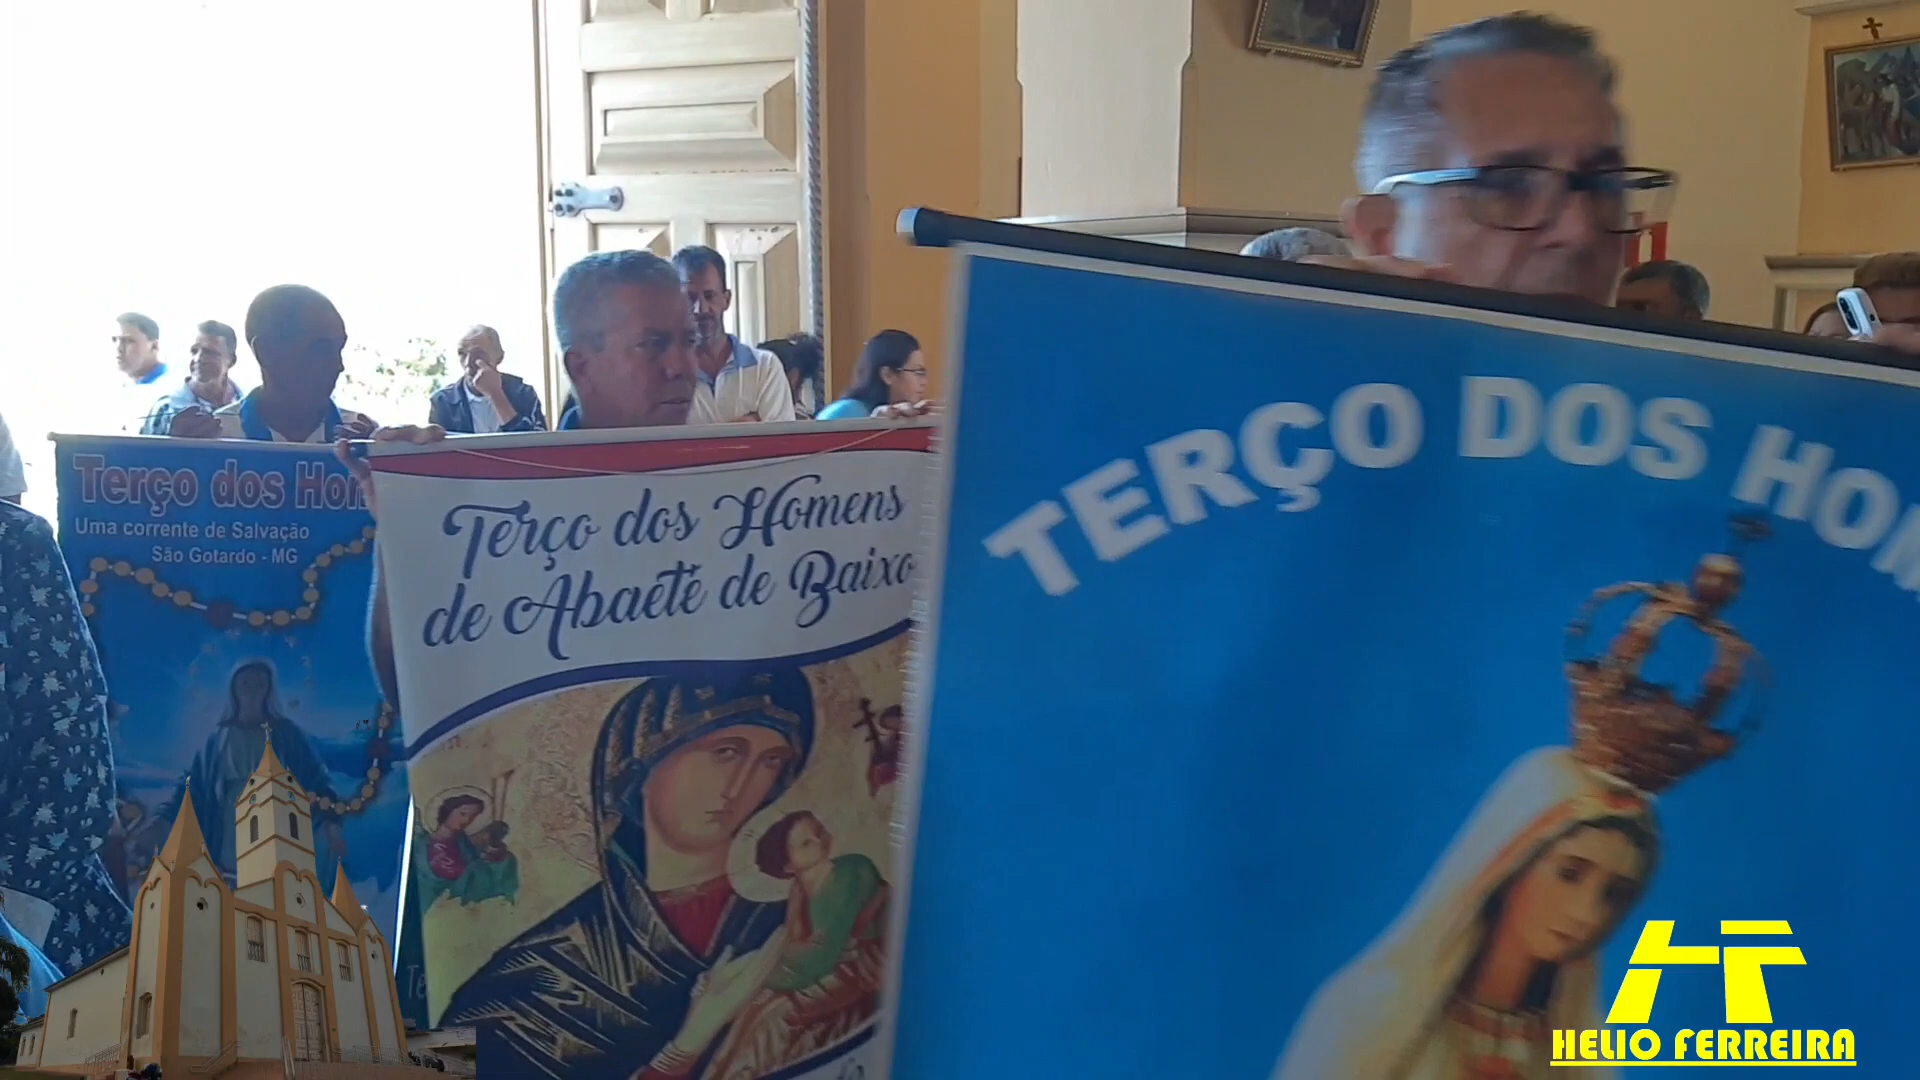 Terço dos Hom
Uma corrente de Salvação
São Gotardo - MG
Terço dos Homens
de Abaeté de Baixo
TERÇO DOS HOM
HF
HELIO FERREIRA